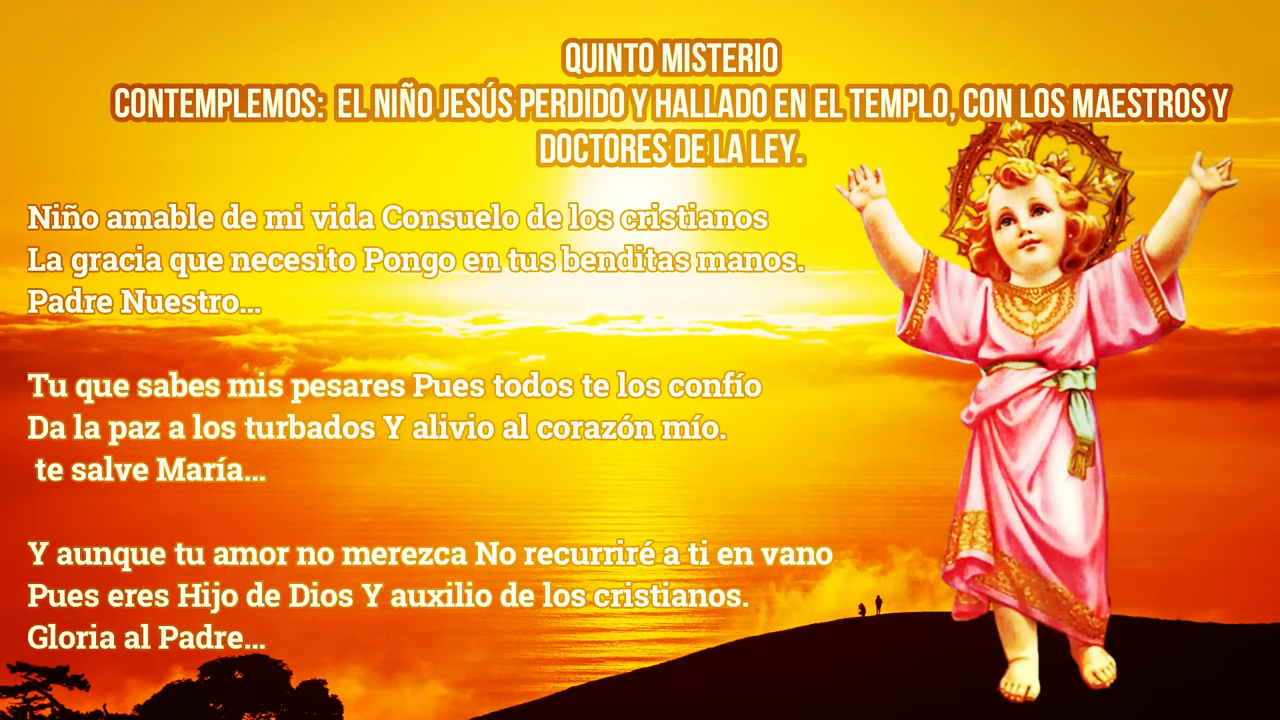 QUINTO MISTERIO
CONTEMPLEMOS: EL NIÑO JESÚS PERDIDO Y HALLADO EN EL TEMPLO, CON LOS MAESTROS Y
DOCTORES DE LA LEY.
Niño amable de mi vida Consuelo de los cristianos
La gracia que necesito Pongo en tus benditas manos.
Padre Nuestro...
Tu que sabes mis pesares Pues todos te los confío
Da la paz a los turbados Y alivio al corazón mío.
te salve María...
Y aunque tu amor no merezca No recurriré a ti en vano
Pues eres Hijo de Dios Y auxilio de los cristianos.
Gloria al Padre...